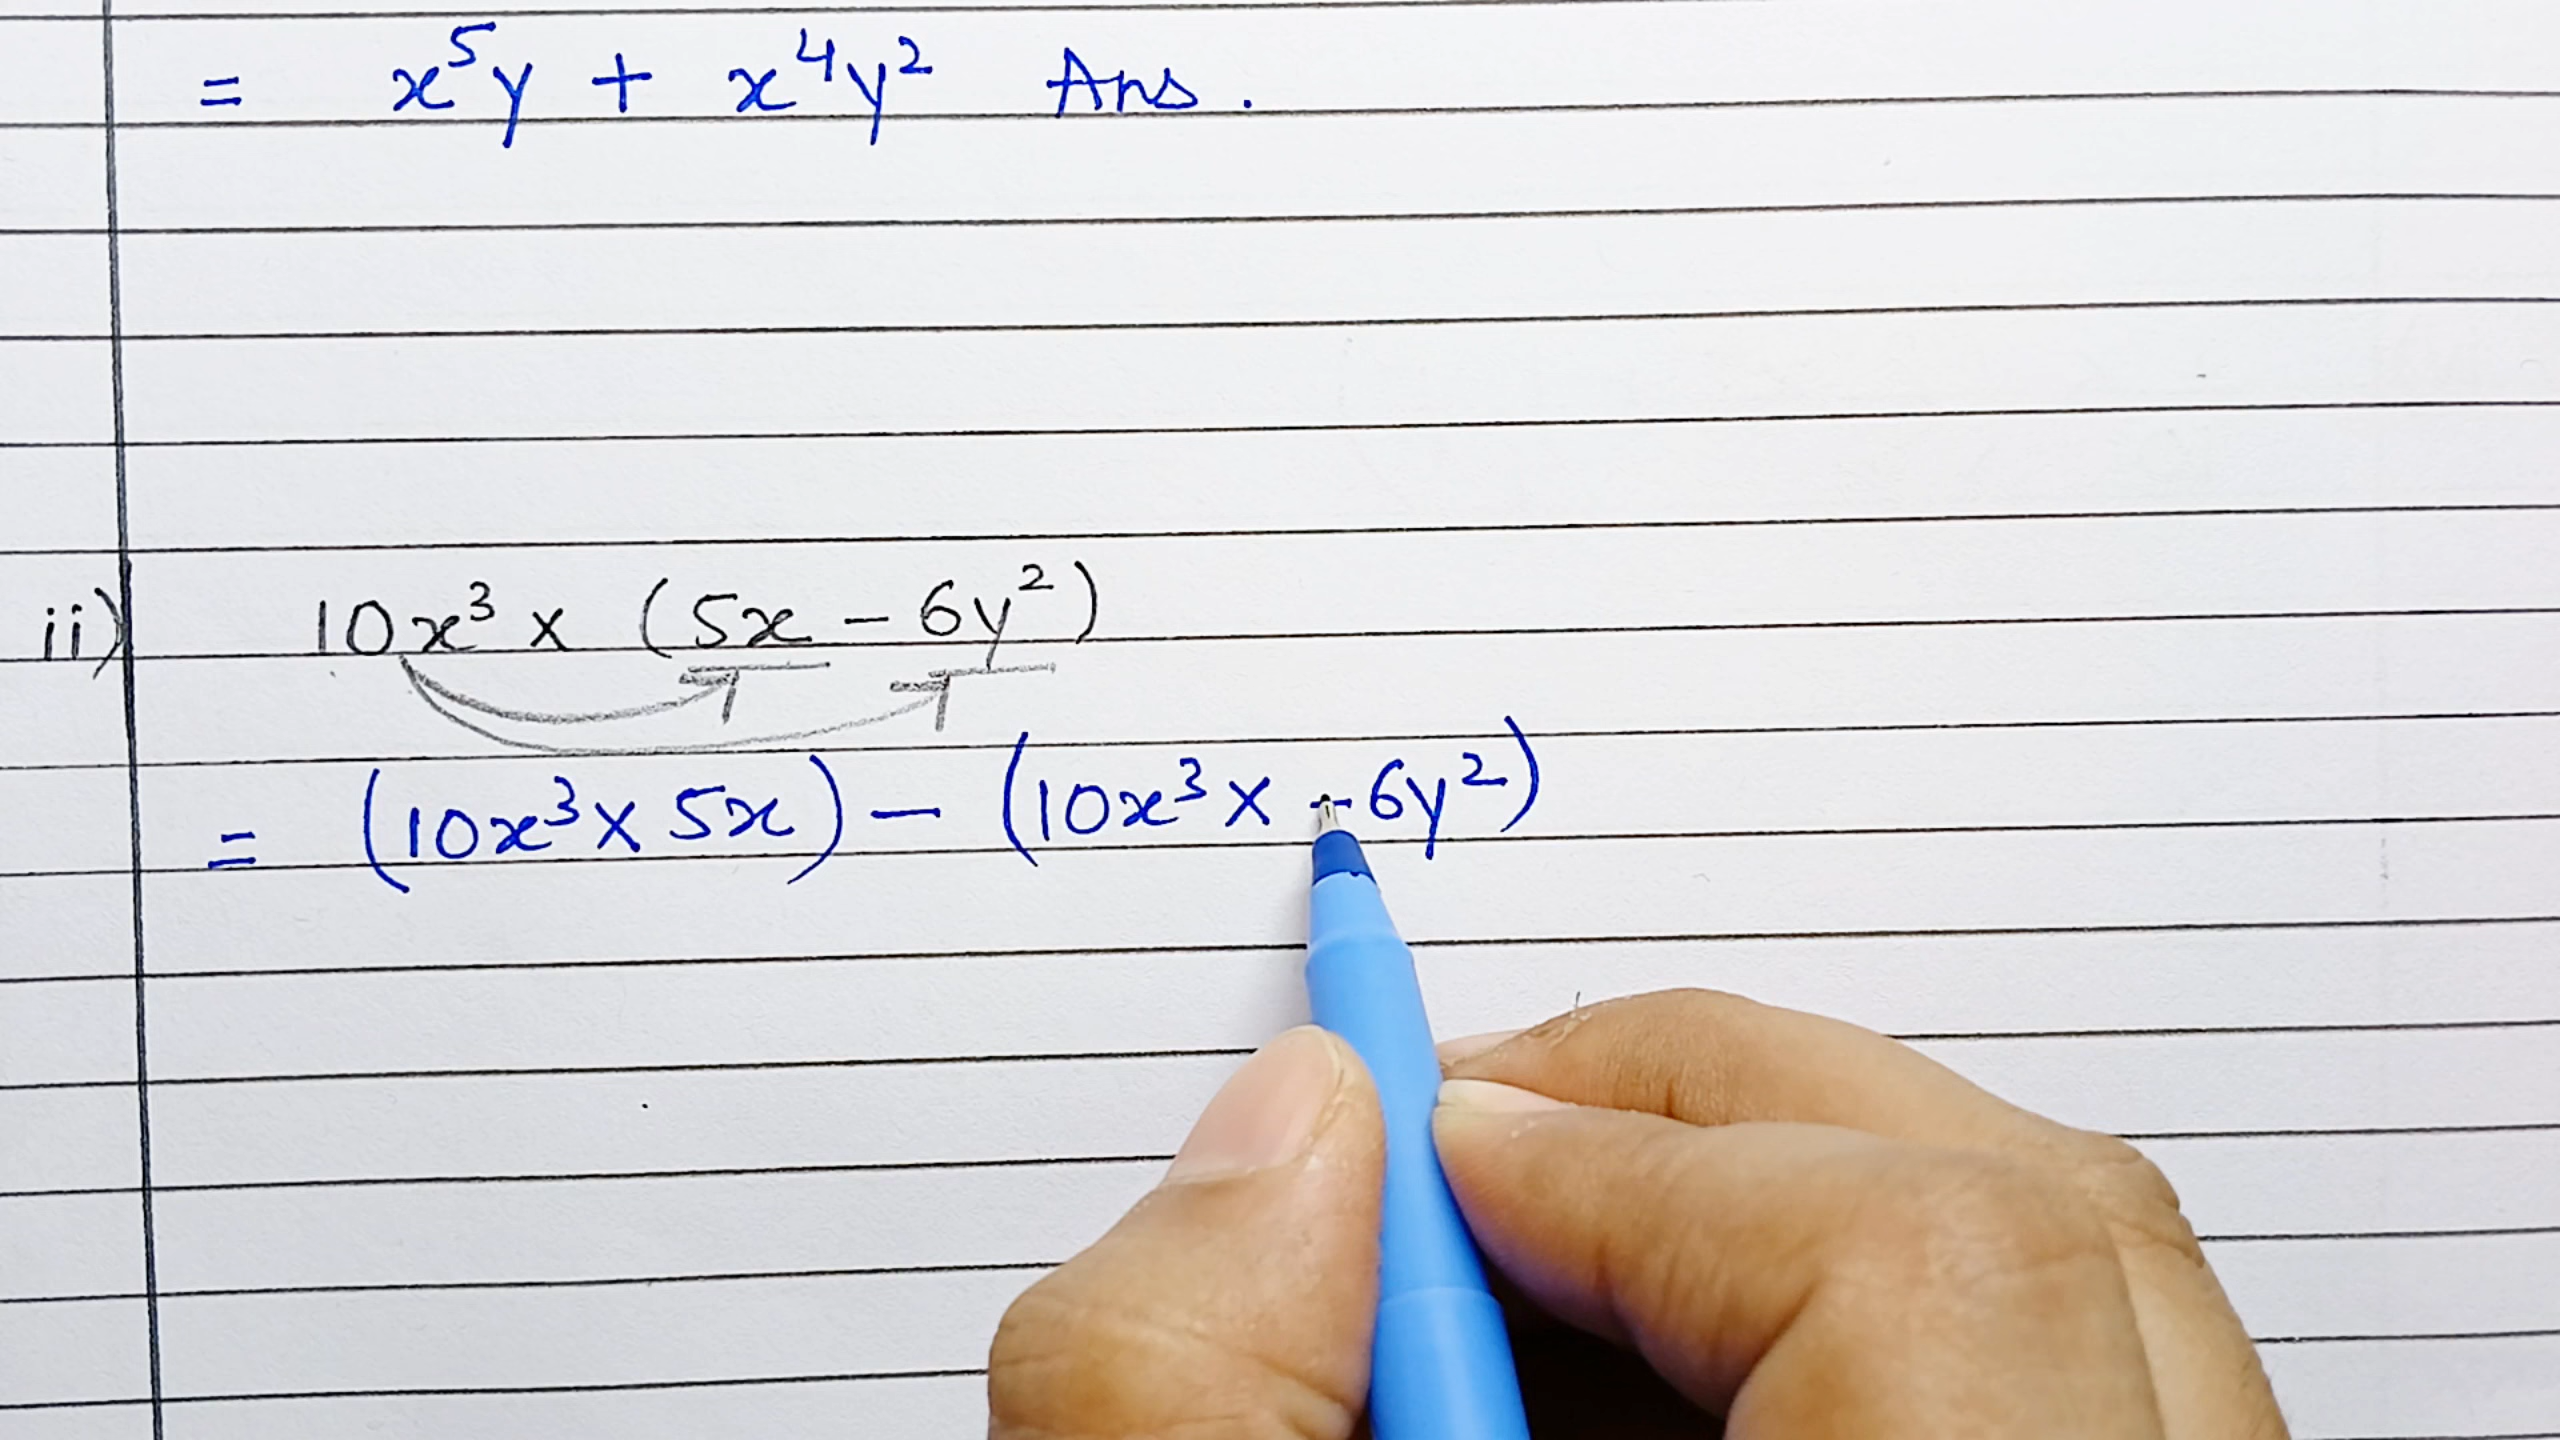 = x⁵y + x⁴y² Ans.
ii) 10x³ × (5x − 6y²)
= (10x³ × 5x) − (10x³ × −6y²)